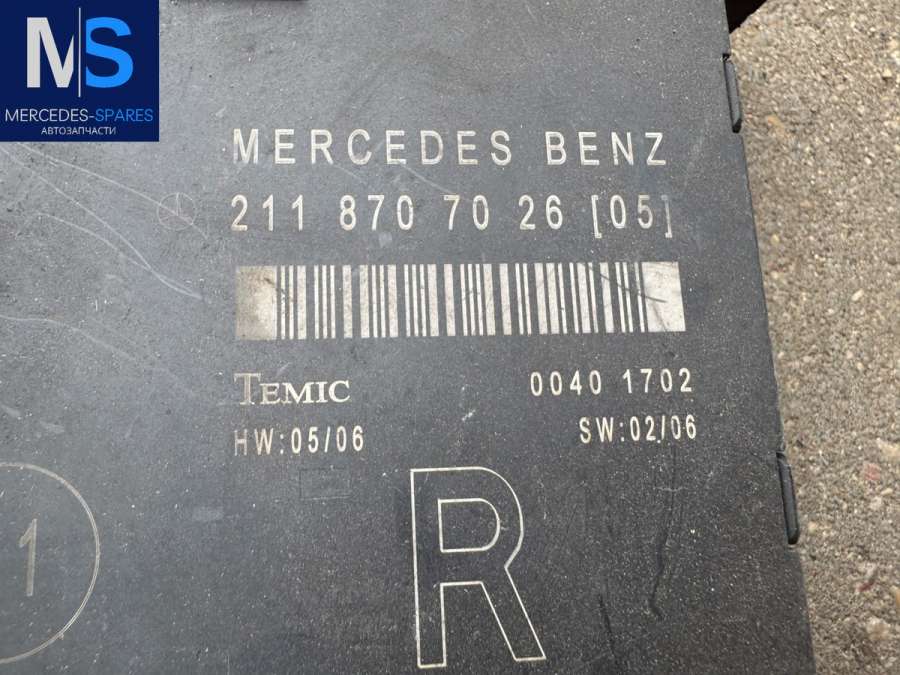 MS
MERCEDES-SPARES
АВТОЗАПЧАСТИ
MERCEDES BENZ
211 870 70 26 [05]
TEMIC 0040 1702
HW:05/06 SW:02/06
1
R